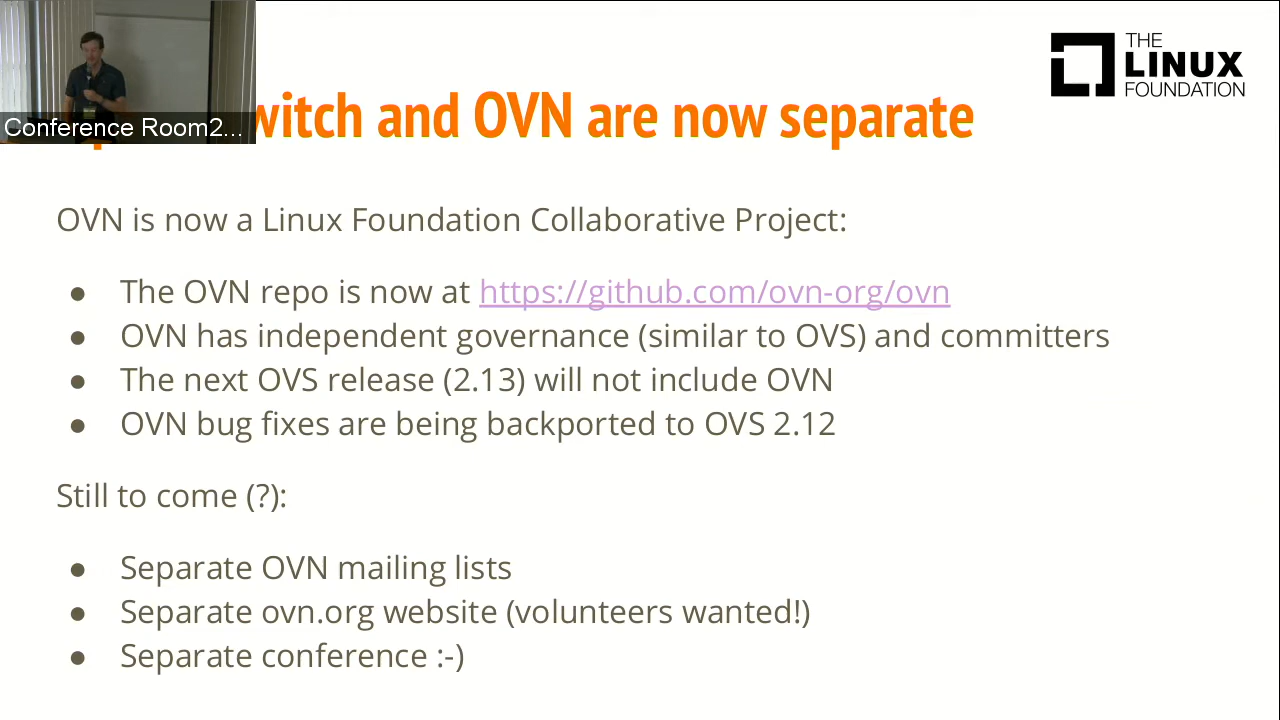 THE
LINUX
FOUNDATION
Conference Room2...
witch and OVN are now separate
OVN is now a Linux Foundation Collaborative Project:
● The OVN repo is now at https://github.com/ovn-org/ovn
● OVN has independent governance (similar to OVS) and committers
● The next OVS release (2.13) will not include OVN
● OVN bug fixes are being backported to OVS 2.12
Still to come (?):
● Separate OVN mailing lists
● Separate ovn.org website (volunteers wanted!)
● Separate conference :-)